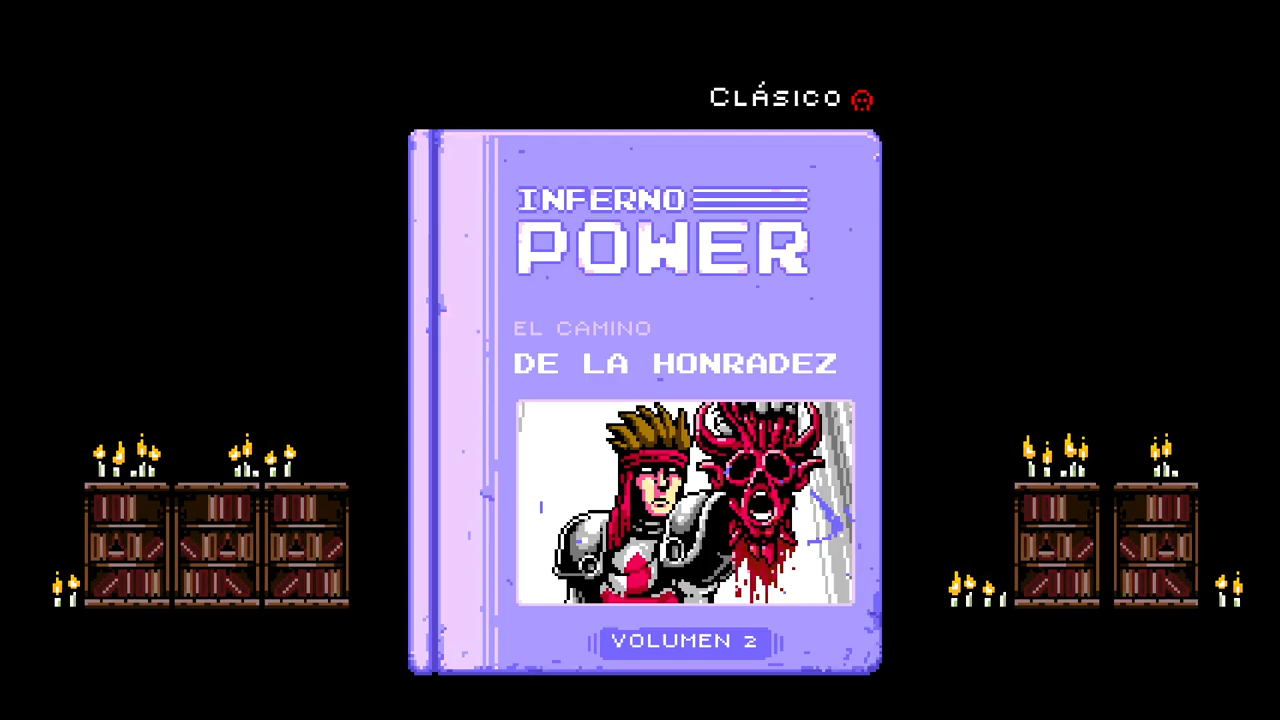 CLÁSICO
INFERNO
POWER
EL CAMINO
DE LA HONRADEZ
VOLUMEN 2